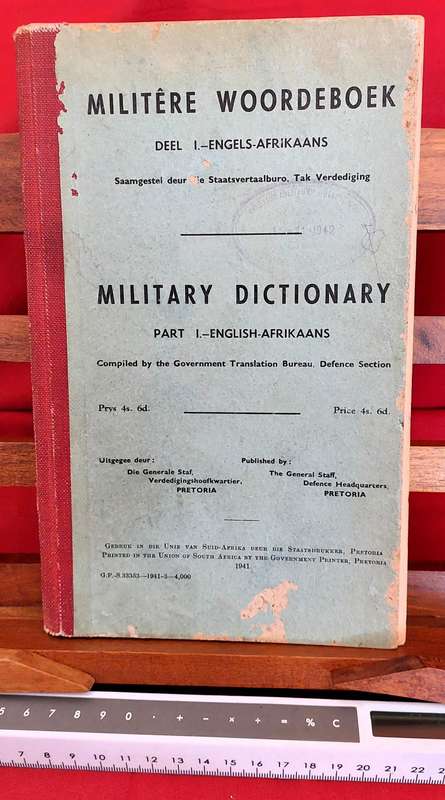 MILITÊRE WOORDEBOEK
DEEL I.—ENGELS-AFRIKAANS
Saamgestel deur die Staatsvertaalburo, Tak Verdediging
1942
MILITARY DICTIONARY
PART I.—ENGLISH-AFRIKAANS
Compiled by the Government Translation Bureau, Defence Section
Prys 4s. 6d.
Price 4s. 6d.
Uitgegee deur :
Die Generale Staf,
Verdedigingshoofkwartier,
PRETORIA
Published by :
The General Staff,
Defence Headquarters,
PRETORIA
GEDRUK IN DIE UNIE VAN SUID-AFRIKA DEUR DIE STAATSDRUKKER, PRETORIA
PRINTED IN THE UNION OF SOUTH AFRICA BY THE GOVERNMENT PRINTER, PRETORIA
1941
G.P.-S.33353—1941-3—4,000
5 6 7 8 9 0 · + − × ÷ = % C
7 8 9 10 11 12 13 14 15 16 17 18 19 20 21 22